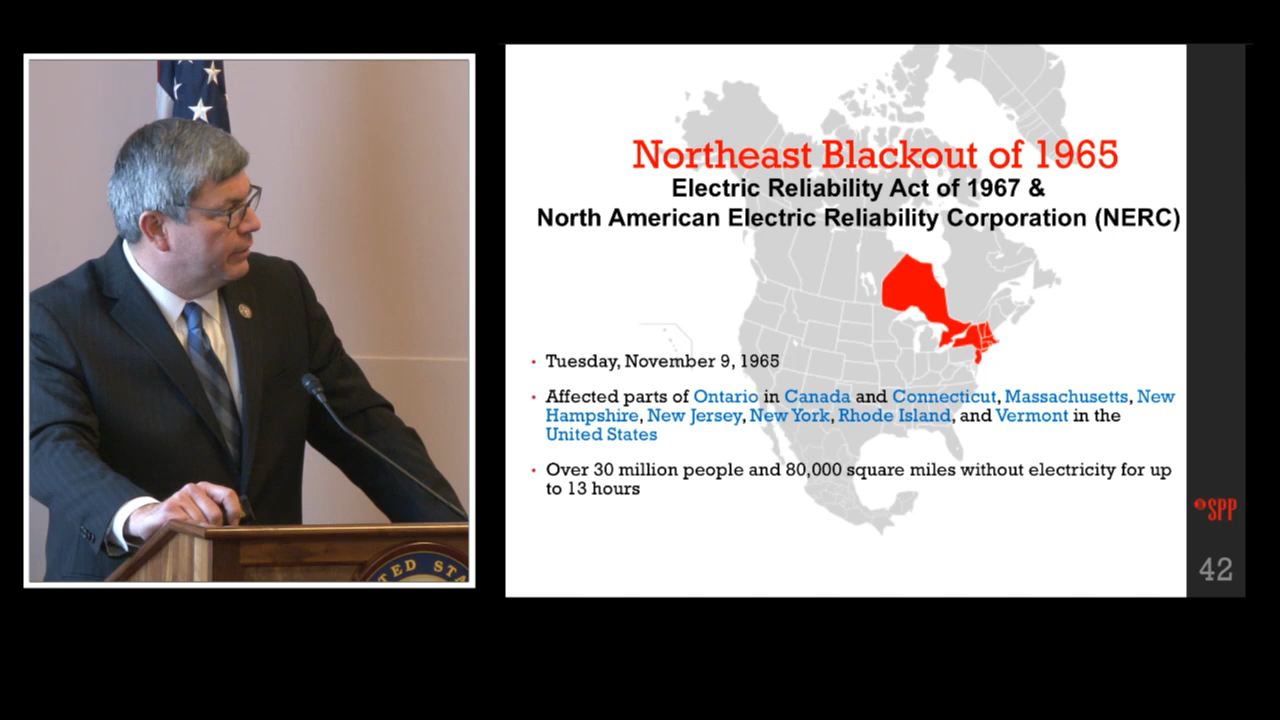 Northeast Blackout of 1965
Electric Reliability Act of 1967 &
North American Electric Reliability Corporation (NERC)
• Tuesday, November 9, 1965
• Affected parts of Ontario in Canada and Connecticut, Massachusetts, New
Hampshire, New Jersey, New York, Rhode Island, and Vermont in the
United States
• Over 30 million people and 80,000 square miles without electricity for up
to 13 hours
SPP
42
TED STA